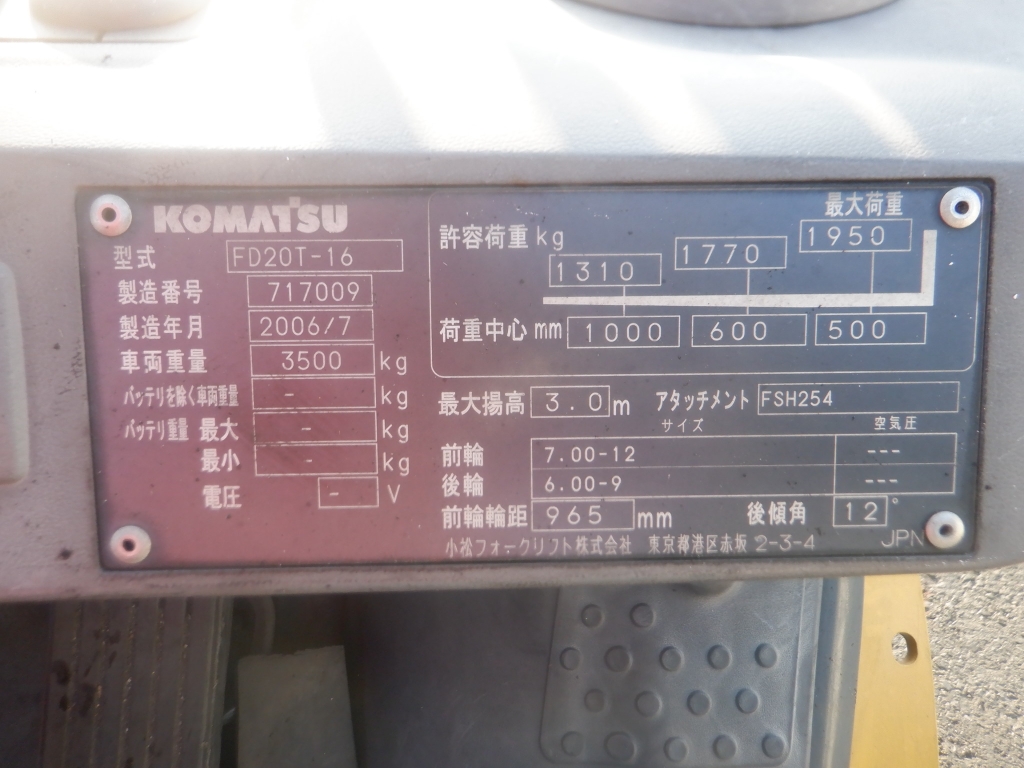 KOMATSU
型式 FD20T-16
製造番号 717009
製造年月 2006/7
車両重量 3500 kg
バッテリを除く車両重量 - kg
バッテリ重量 最大 - kg
最小 - kg
電圧 - V
最大荷重
許容荷重 kg 1310 1770 1950
荷重中心 mm 1000 600 500
最大揚高 3.0 m アタッチメント FSH254
サイズ 空気圧
前輪 7.00-12 ---
後輪 6.00-9 ---
前輪輪距 965 mm 後傾角 12°
小松フォークリフト株式会社 東京都港区赤坂 2-3-4 JPN